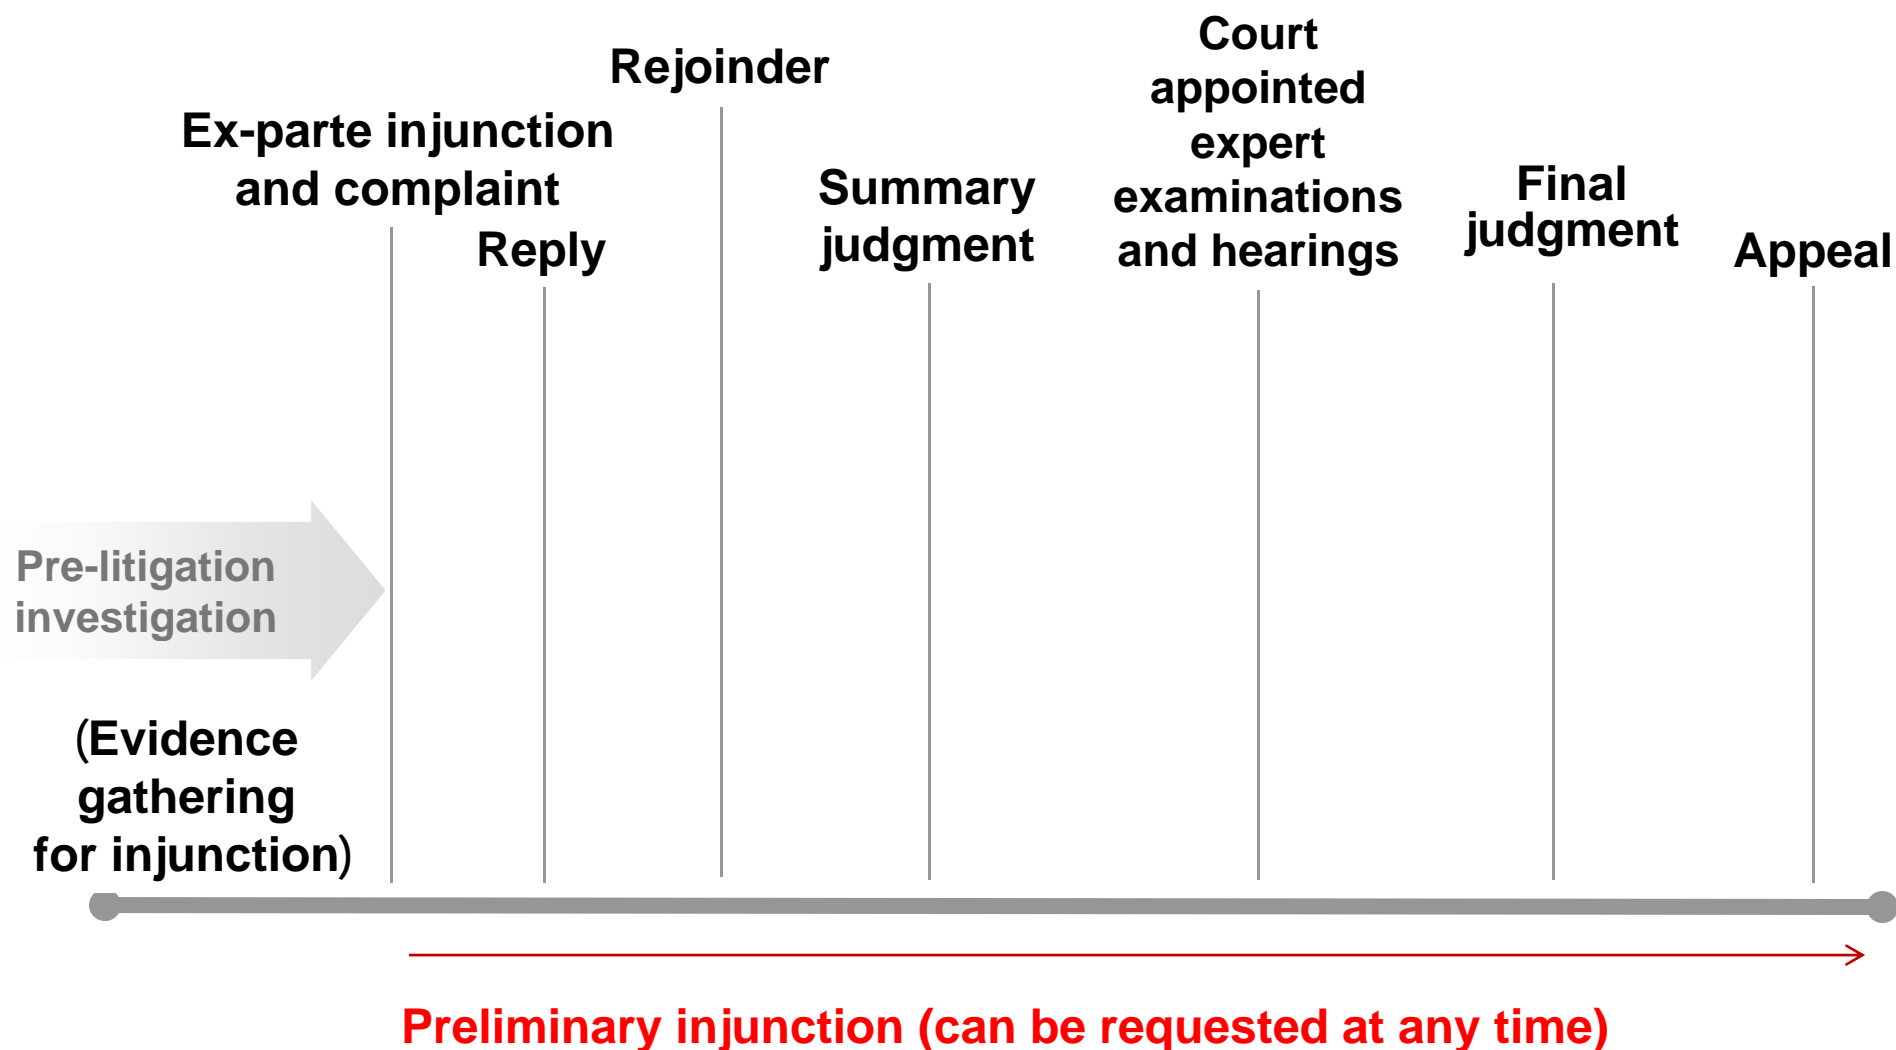 Ex-parte injunction
and complaint
Reply
Rejoinder
Summary
judgment
Court
appointed
expert
examinations
and hearings
Final
judgment
Appeal
Pre-litigation
investigation
(Evidence
gathering
for injunction)
Preliminary injunction (can be requested at any time)